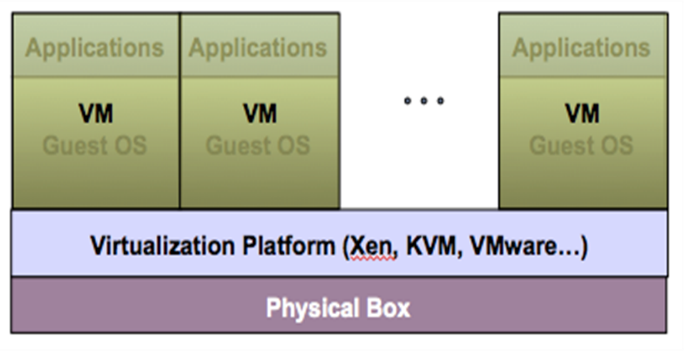 Applications Applications Applications
VM VM VM
Guest OS Guest OS Guest OS
Virtualization Platform (Xen, KVM, VMware...)
Physical Box